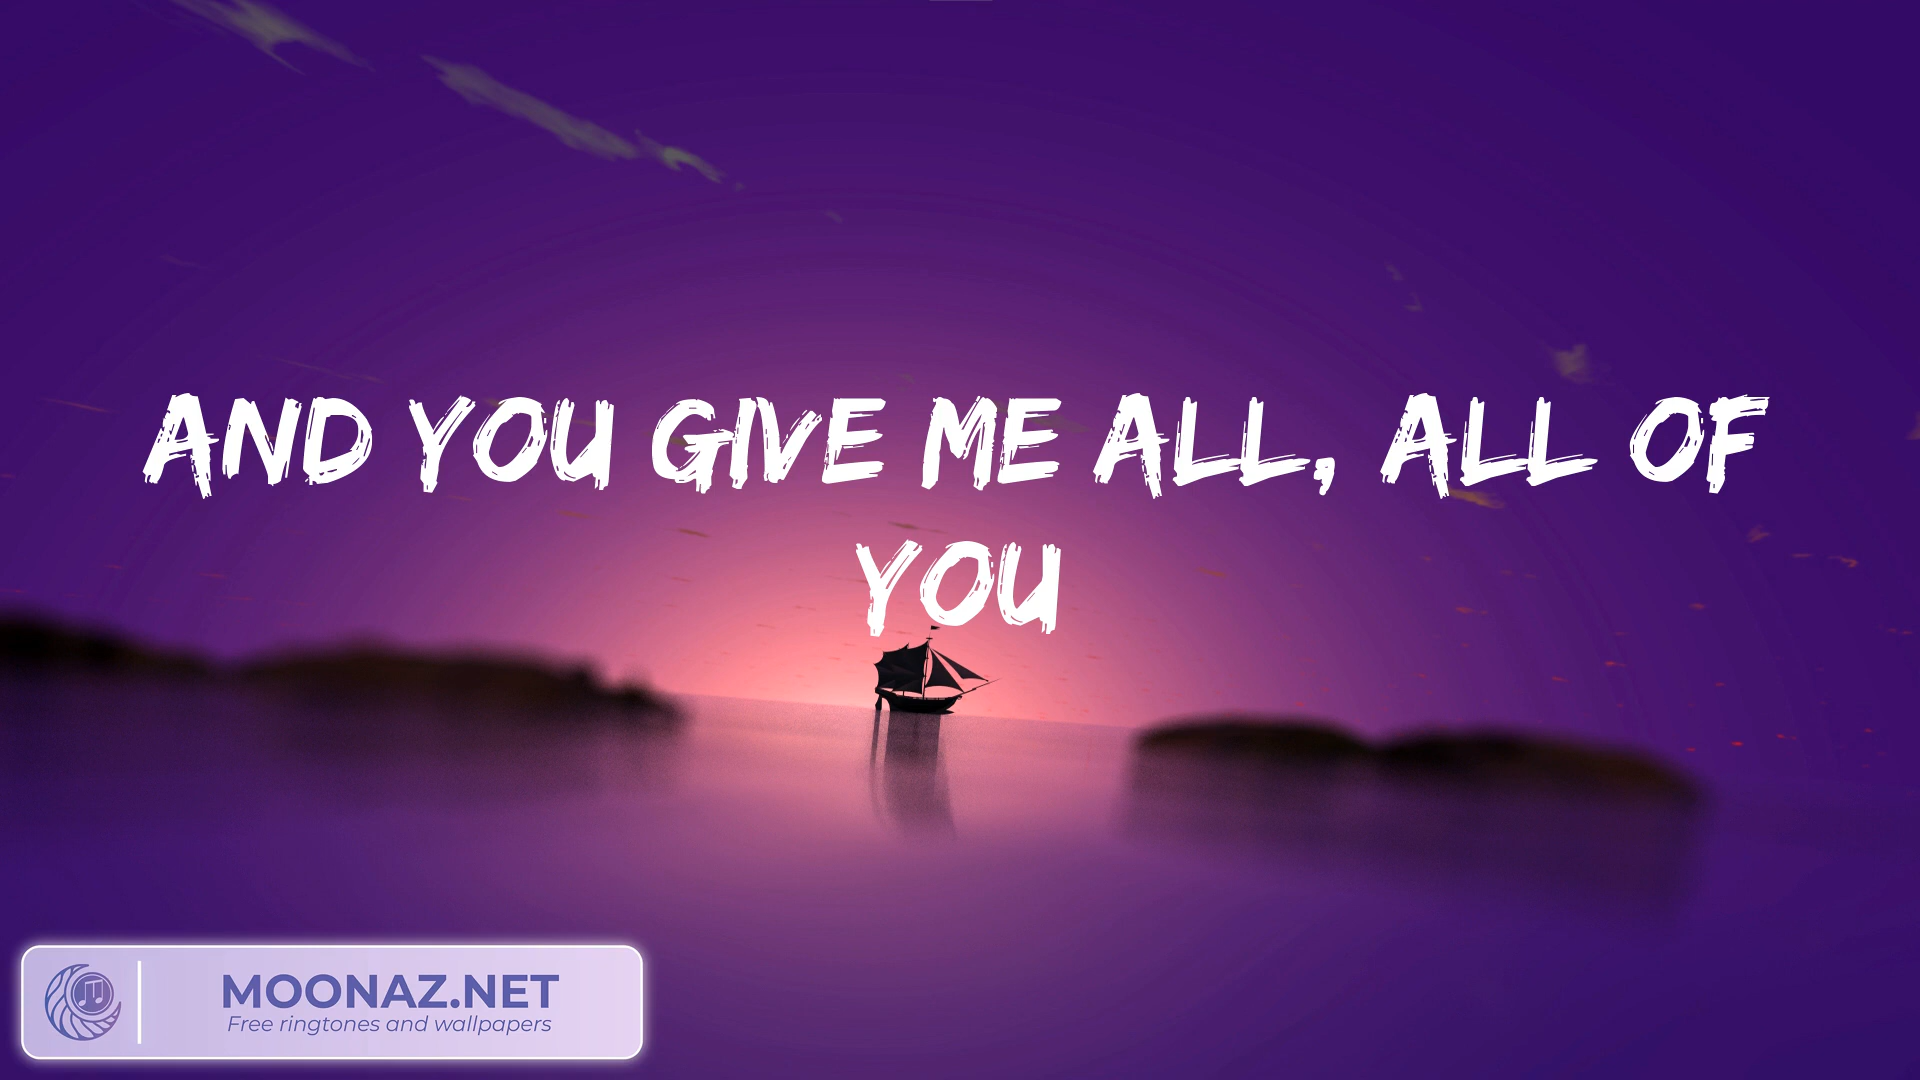 AND YOU GIVE ME ALL, ALL OF
YOU
MOONAZ.NET
Free ringtones and wallpapers